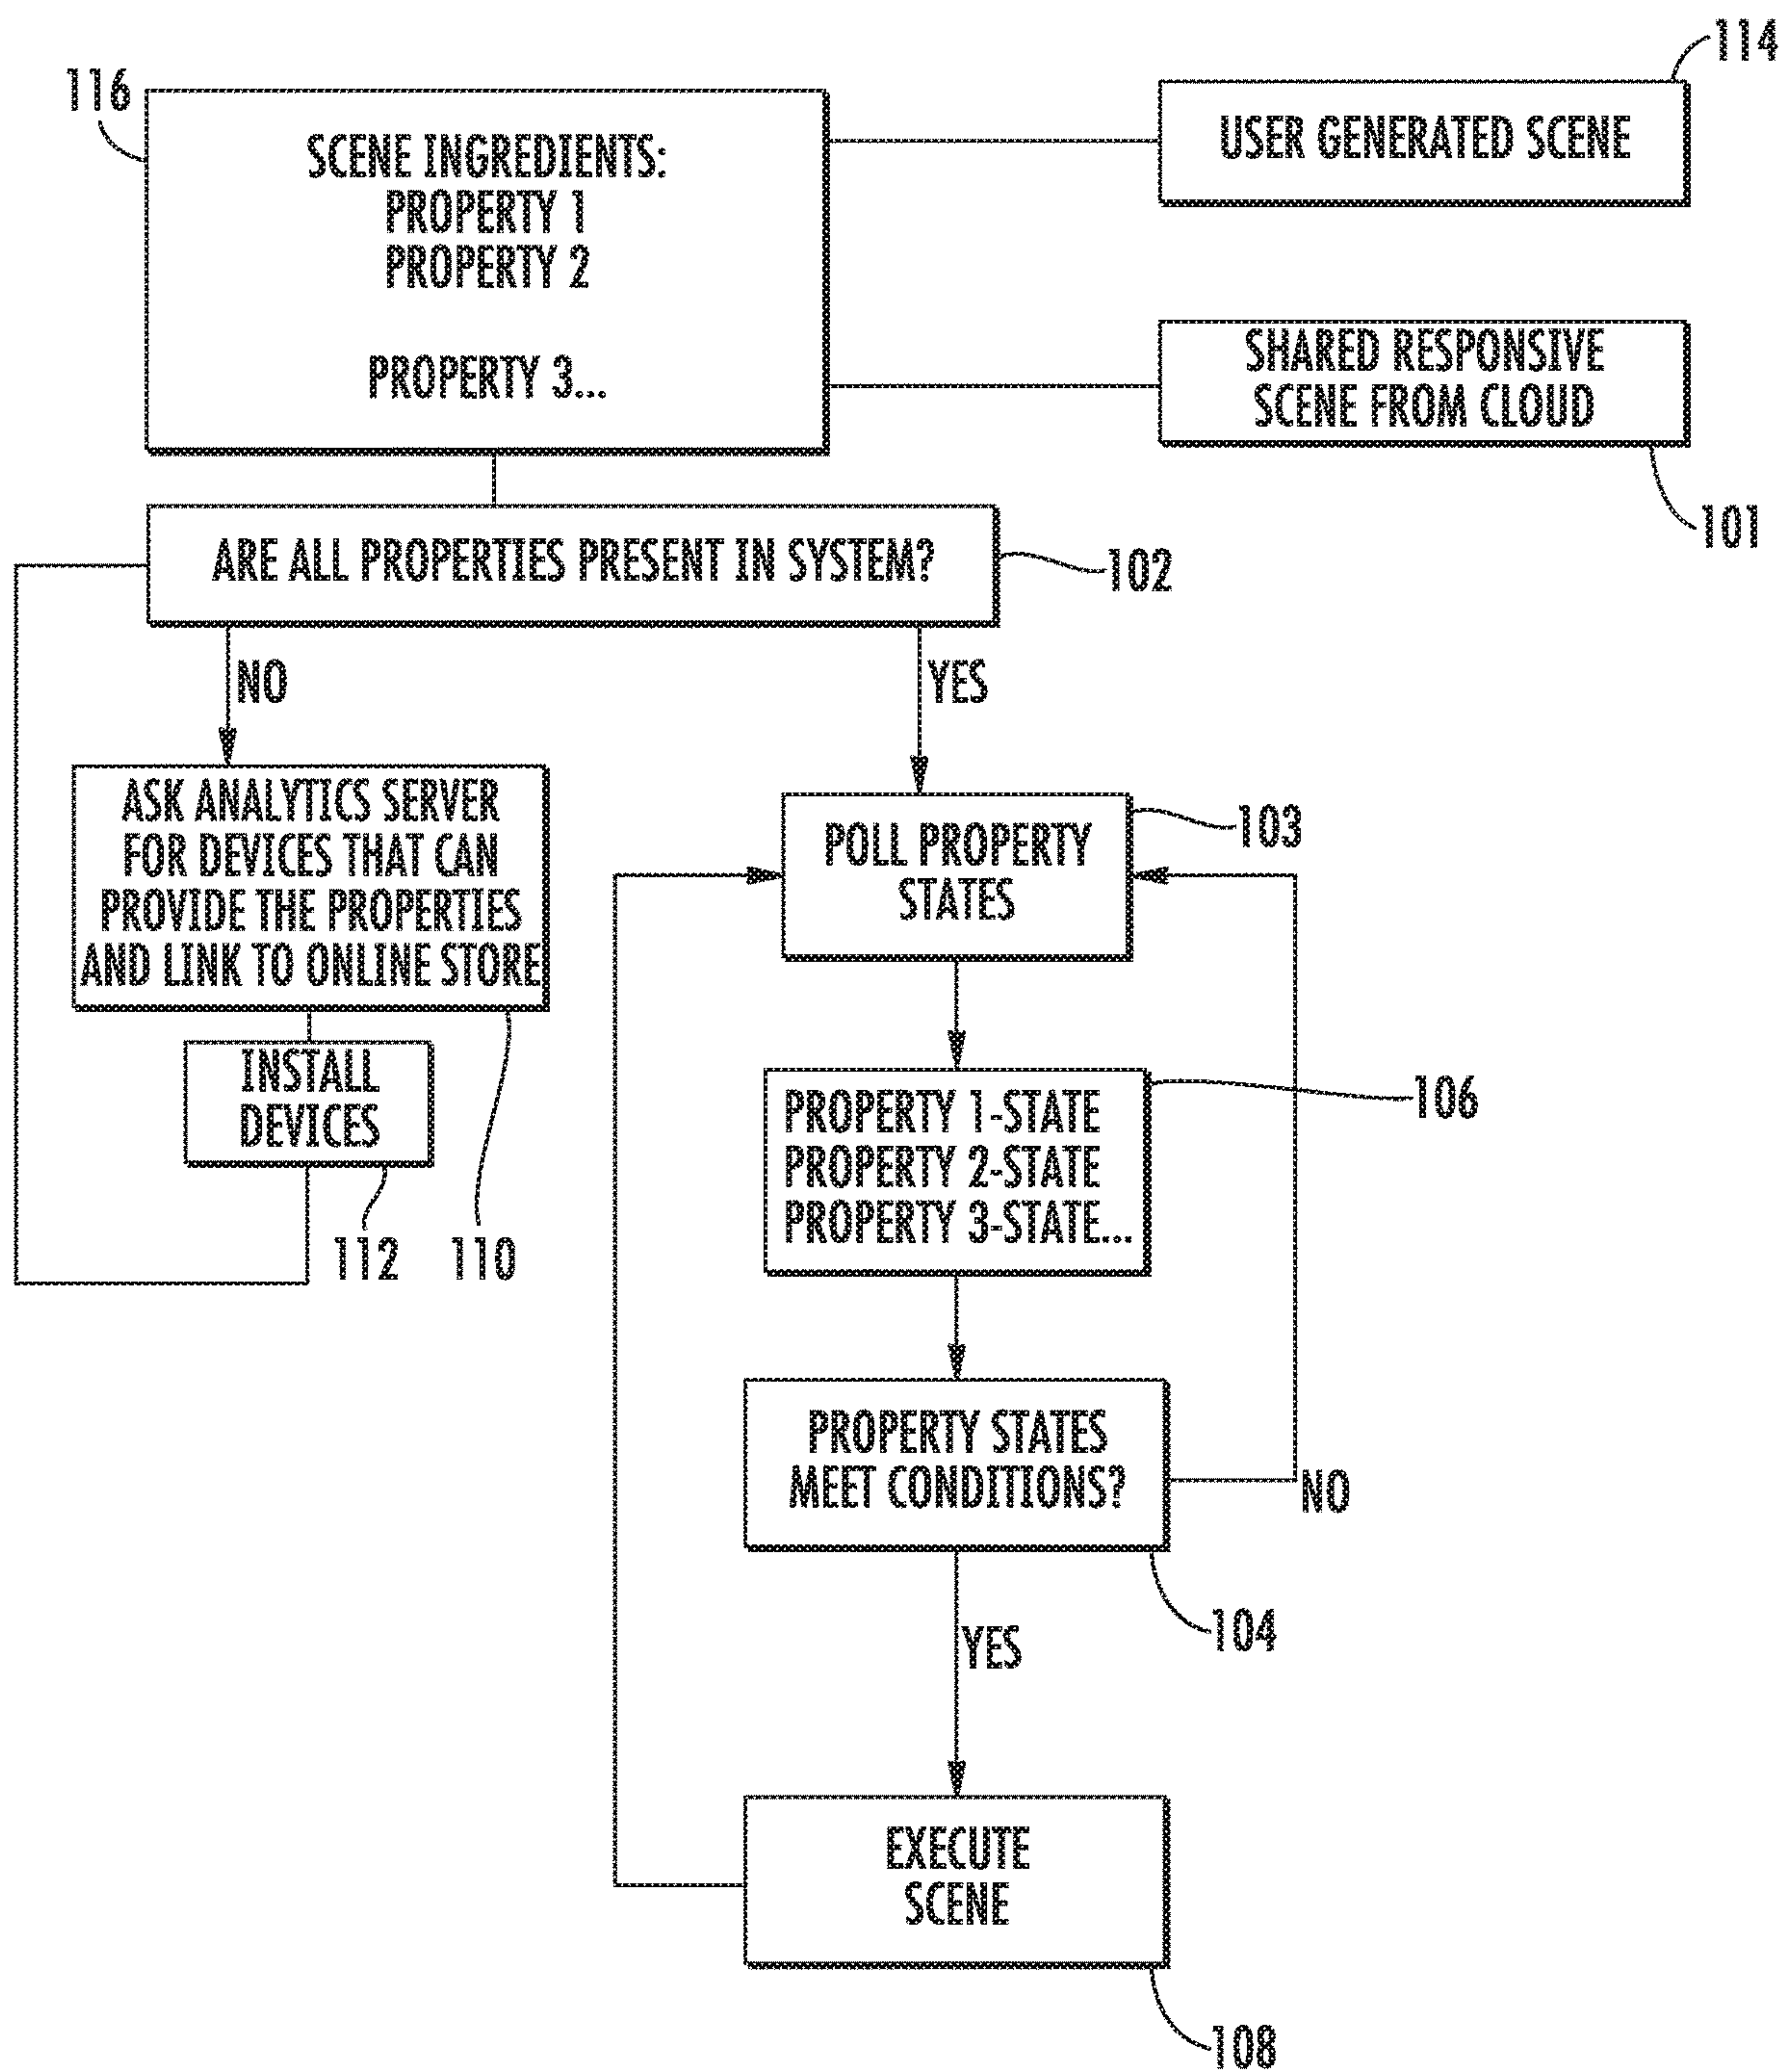 116
SCENE INGREDIENTS:
PROPERTY 1
PROPERTY 2
PROPERTY 3...
114
USER GENERATED SCENE
SHARED RESPONSIVE
SCENE FROM CLOUD
101
ARE ALL PROPERTIES PRESENT IN SYSTEM?
102
NO
YES
ASK ANALYTICS SERVER
FOR DEVICES THAT CAN
PROVIDE THE PROPERTIES
AND LINK TO ONLINE STORE
INSTALL
DEVICES
112
110
POLL PROPERTY
STATES
103
PROPERTY 1-STATE
PROPERTY 2-STATE
PROPERTY 3-STATE...
106
PROPERTY STATES
MEET CONDITIONS?
NO
104
YES
EXECUTE
SCENE
108